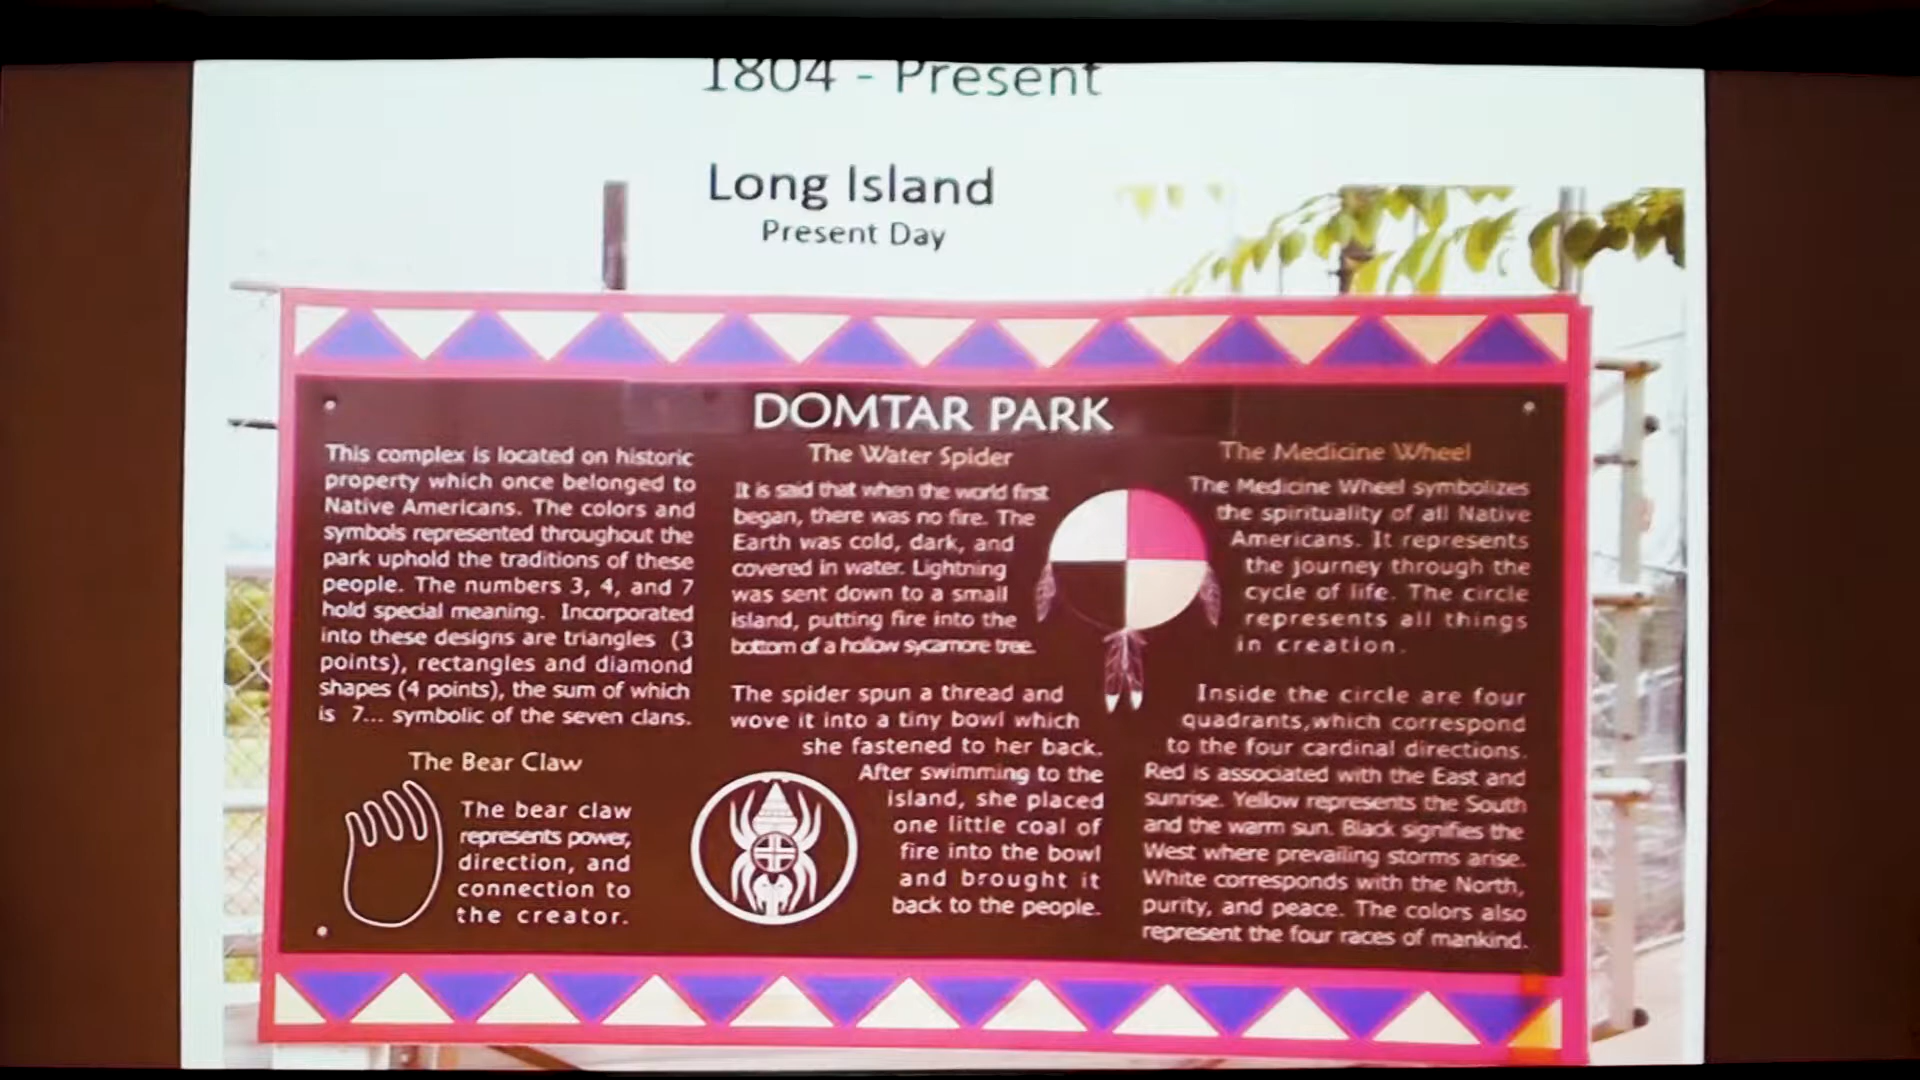 1804 - Present
Long Island
Present Day
DOMTAR PARK
This complex is located on historic
property which once belonged to
Native Americans. The colors and
symbols represented throughout the
park uphold the traditions of these
people. The numbers 3, 4, and 7
hold special meaning. Incorporated
into these designs are triangles (3
points), rectangles and diamond
shapes (4 points), the sum of which
is 7... symbolic of the seven clans.
The Bear Claw
The bear claw
represents power,
direction, and
connection to
the creator.
The Water Spider
It is said that when the world first
began, there was no fire. The
Earth was cold, dark, and
covered in water. Lightning
was sent down to a small
island, putting fire into the
bottom of a hollow sycamore tree.
The spider spun a thread and
wove it into a tiny bowl which
she fastened to her back.
After swimming to the
island, she placed
one little coal of
fire into the bowl
and brought it
back to the people.
The Medicine Wheel
The Medicine Wheel symbolizes
the spirituality of all Native
Americans. It represents
the journey through the
cycle of life. The circle
represents all things
in creation.
Inside the circle are four
quadrants, which correspond
to the four cardinal directions.
Red is associated with the East and
sunrise. Yellow represents the South
and the warm sun. Black signifies the
West where prevailing storms arise.
White corresponds with the North,
purity, and peace. The colors also
represent the four races of mankind.